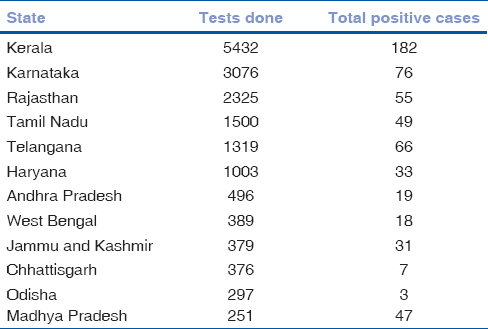 State Tests done Total positive cases
Kerala 5432 182
Karnataka 3076 76
Rajasthan 2325 55
Tamil Nadu 1500 49
Telangana 1319 66
Haryana 1003 33
Andhra Pradesh 496 19
West Bengal 389 18
Jammu and Kashmir 379 31
Chhattisgarh 376 7
Odisha 297 3
Madhya Pradesh 251 47